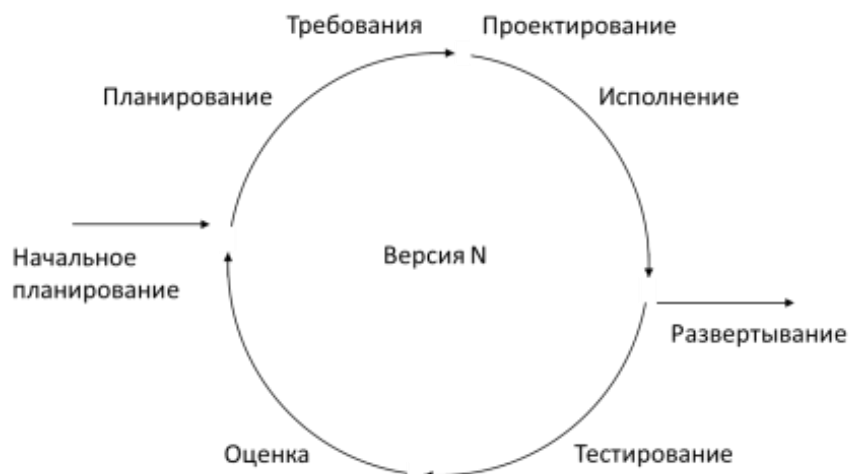 Требования
Проектирование
Планирование
Исполнение
Начальное
планирование
Версия N
Развертывание
Оценка
Тестирование